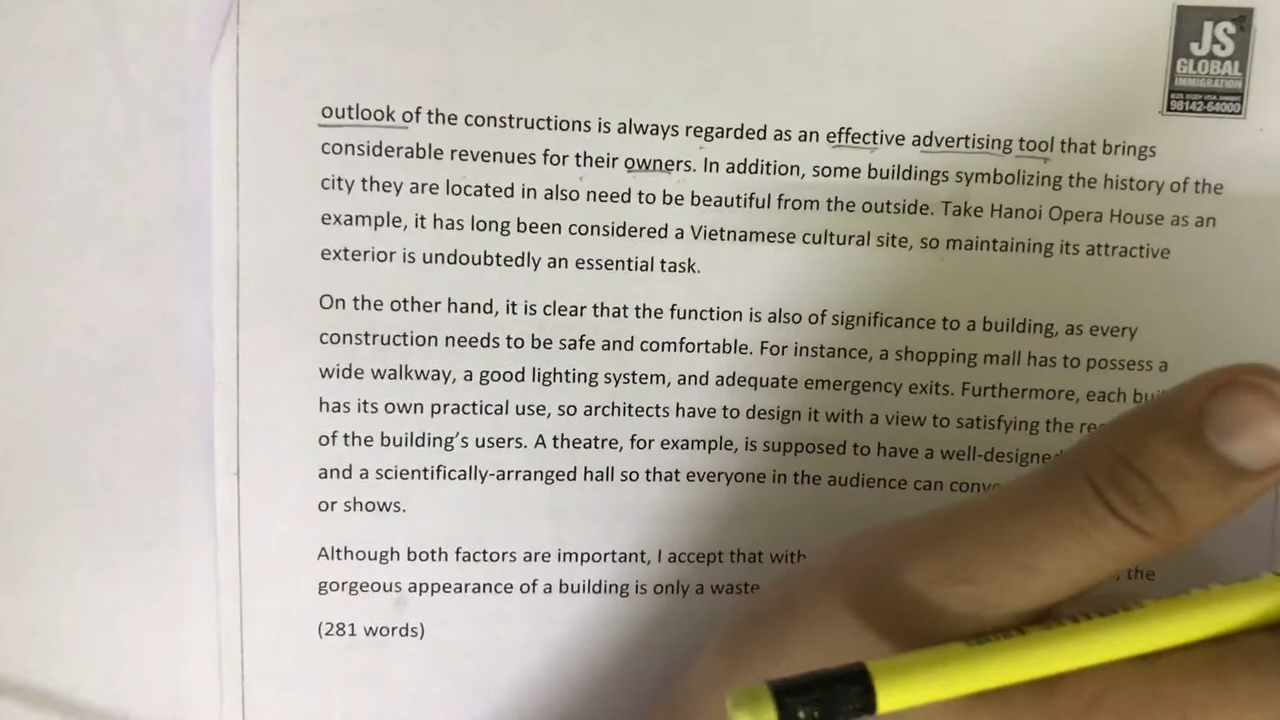 JS
GLOBAL
IMMIGRATION
98142-64000
outlook of the constructions is always regarded as an effective advertising tool that brings
considerable revenues for their owners. In addition, some buildings symbolizing the history of the
city they are located in also need to be beautiful from the outside. Take Hanoi Opera House as an
example, it has long been considered a Vietnamese cultural site, so maintaining its attractive
exterior is undoubtedly an essential task.
On the other hand, it is clear that the function is also of significance to a building, as every
construction needs to be safe and comfortable. For instance, a shopping mall has to possess a
wide walkway, a good lighting system, and adequate emergency exits. Furthermore, each
has its own practical use, so architects have to design it with a view to satisfying the
of the building's users. A theatre, for example, is supposed to have a
and a scientifically-arranged hall so that everyone in the audience can
or shows.
Although both factors are important, I accept that the
gorgeous appearance of a building is only a waste
(281 words)